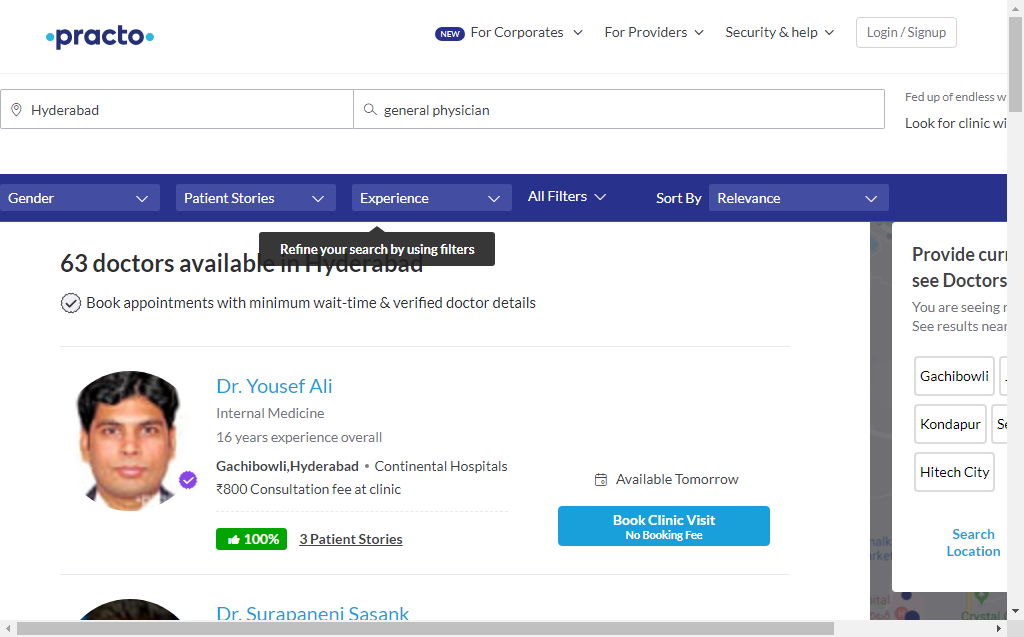 practo
NEW For Corporates
For Providers
Security & help
Login / Signup
Hyderabad
general physician
Fed up of endless w
Look for clinic wi
Gender
Patient Stories
Experience
All Filters
Sort By
Relevance
Refine your search by using filters
63 doctors available in Hyderabad
Book appointments with minimum wait-time & verified doctor details
Provide curr
see Doctors
You are seeing r
See results near
Gachibowli
Kondapur
Se
Hitech City
Search
Location
Dr. Yousef Ali
Internal Medicine
16 years experience overall
Gachibowli,Hyderabad • Continental Hospitals
₹800 Consultation fee at clinic
100%
3 Patient Stories
Available Tomorrow
Book Clinic Visit
No Booking Fee
Dr. Surapaneni Sasank